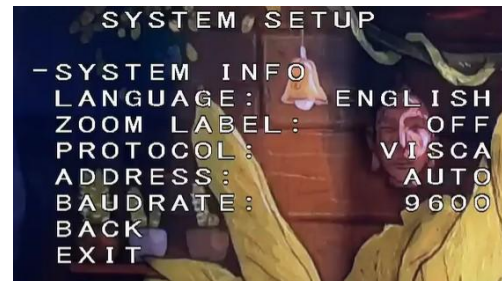 SYSTEM SETUP
-SYSTEM INFO
LANGUAGE: ENGLISH
ZOOM LABEL: OFF
PROTOCOL: VISCA
ADDRESS: AUTO
BAUDRATE: 9600
BACK
EXIT